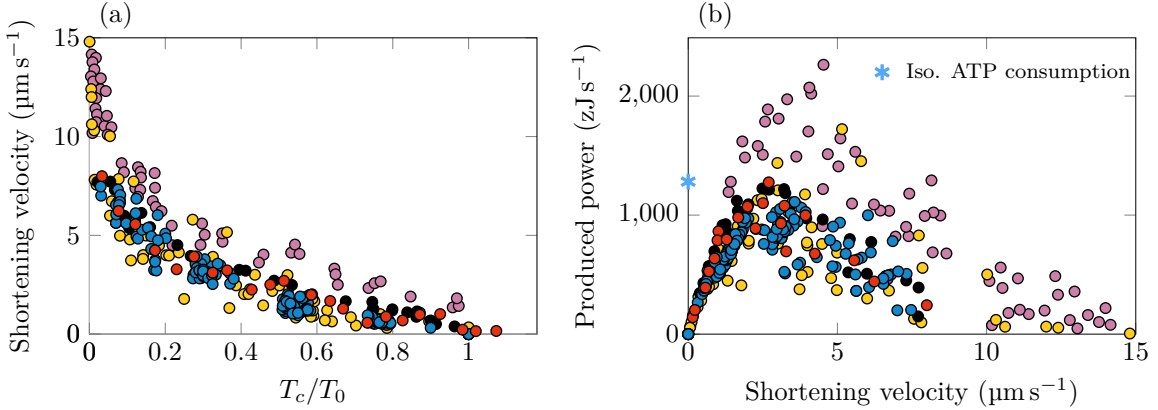 (a)
Shortening velocity (µm s⁻¹)
15
10
5
0
0
0.2
0.4
0.6
0.8
1
T_c/T_0
(b)
Produced power (zJ s⁻¹)
2,000
1,000
0
0
5
10
15
Iso. ATP consumption
Shortening velocity (µm s⁻¹)